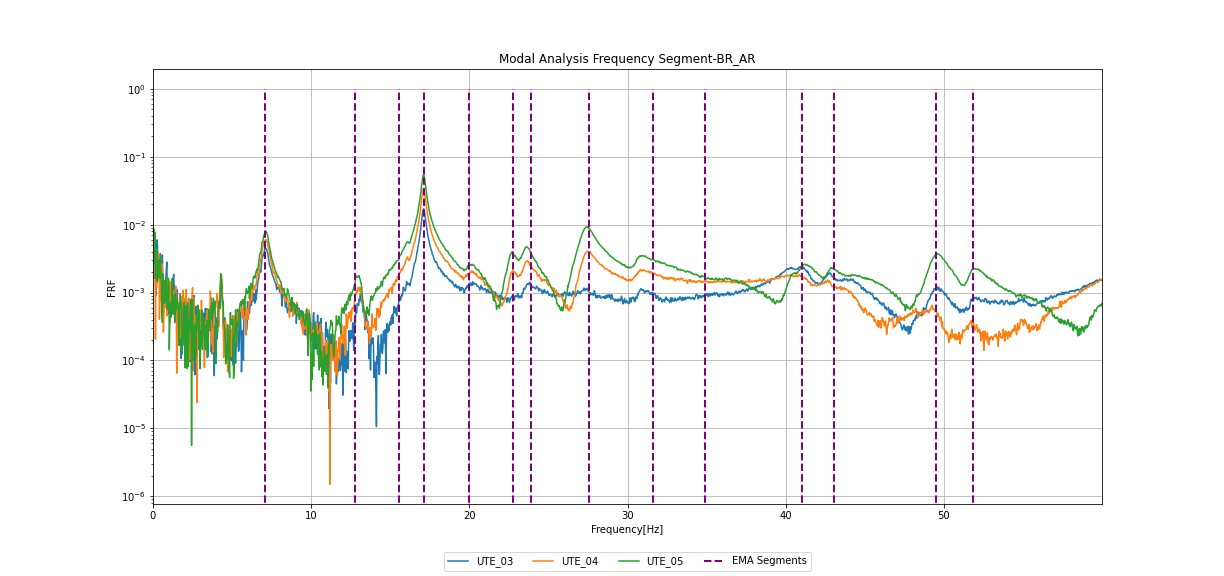 Modal Analysis Frequency Segment-BR_AR
FRF
10⁰
10⁻¹
10⁻²
10⁻³
10⁻⁴
10⁻⁵
10⁻⁶
0 10 20 30 40 50
Frequency[Hz]
UTE_03 UTE_04 UTE_05 EMA Segments